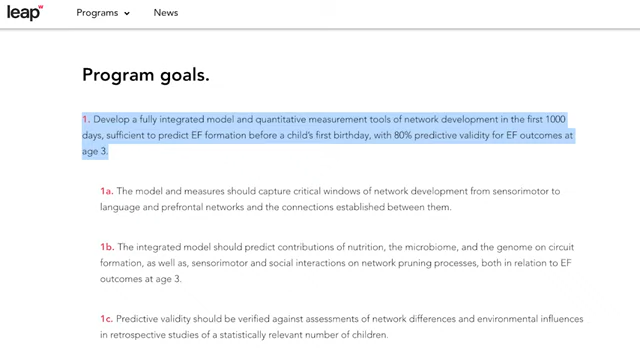 leap w
Programs
News
Program goals.
1. Develop a fully integrated model and quantitative measurement tools of network development in the first 1000
days, sufficient to predict EF formation before a child's first birthday, with 80% predictive validity for EF outcomes at
age 3.
1a. The model and measures should capture critical windows of network development from sensorimotor to
language and prefrontal networks and the connections established between them.
1b. The integrated model should predict contributions of nutrition, the microbiome, and the genome on circuit
formation, as well as, sensorimotor and social interactions on network pruning processes, both in relation to EF
outcomes at age 3.
1c. Predictive validity should be verified against assessments of network differences and environmental influences
in retrospective studies of a statistically relevant number of children.